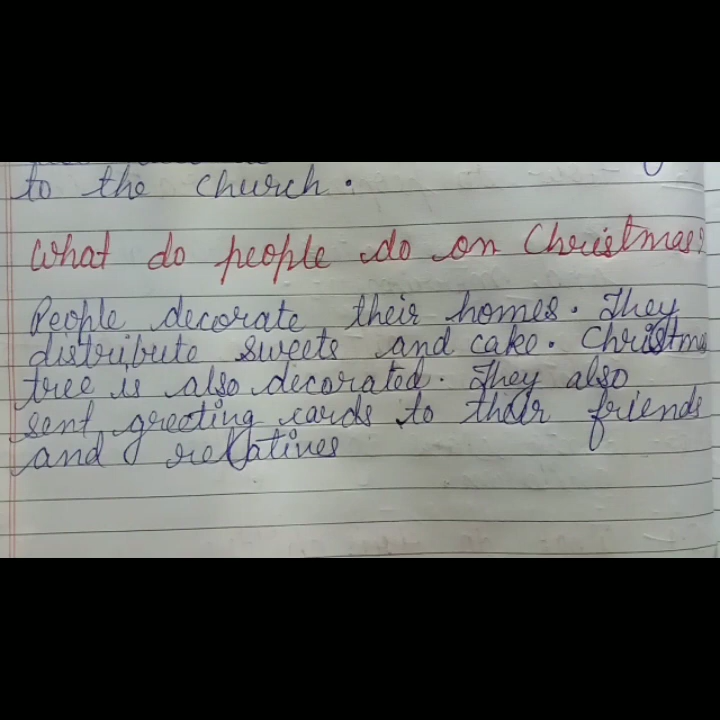 to the church.
What do people do on Christmas?
People decorate their homes. They
distribute sweets and cake. Christma
tree is also decorated. They also
sent greeting cards to their friends
and relatives